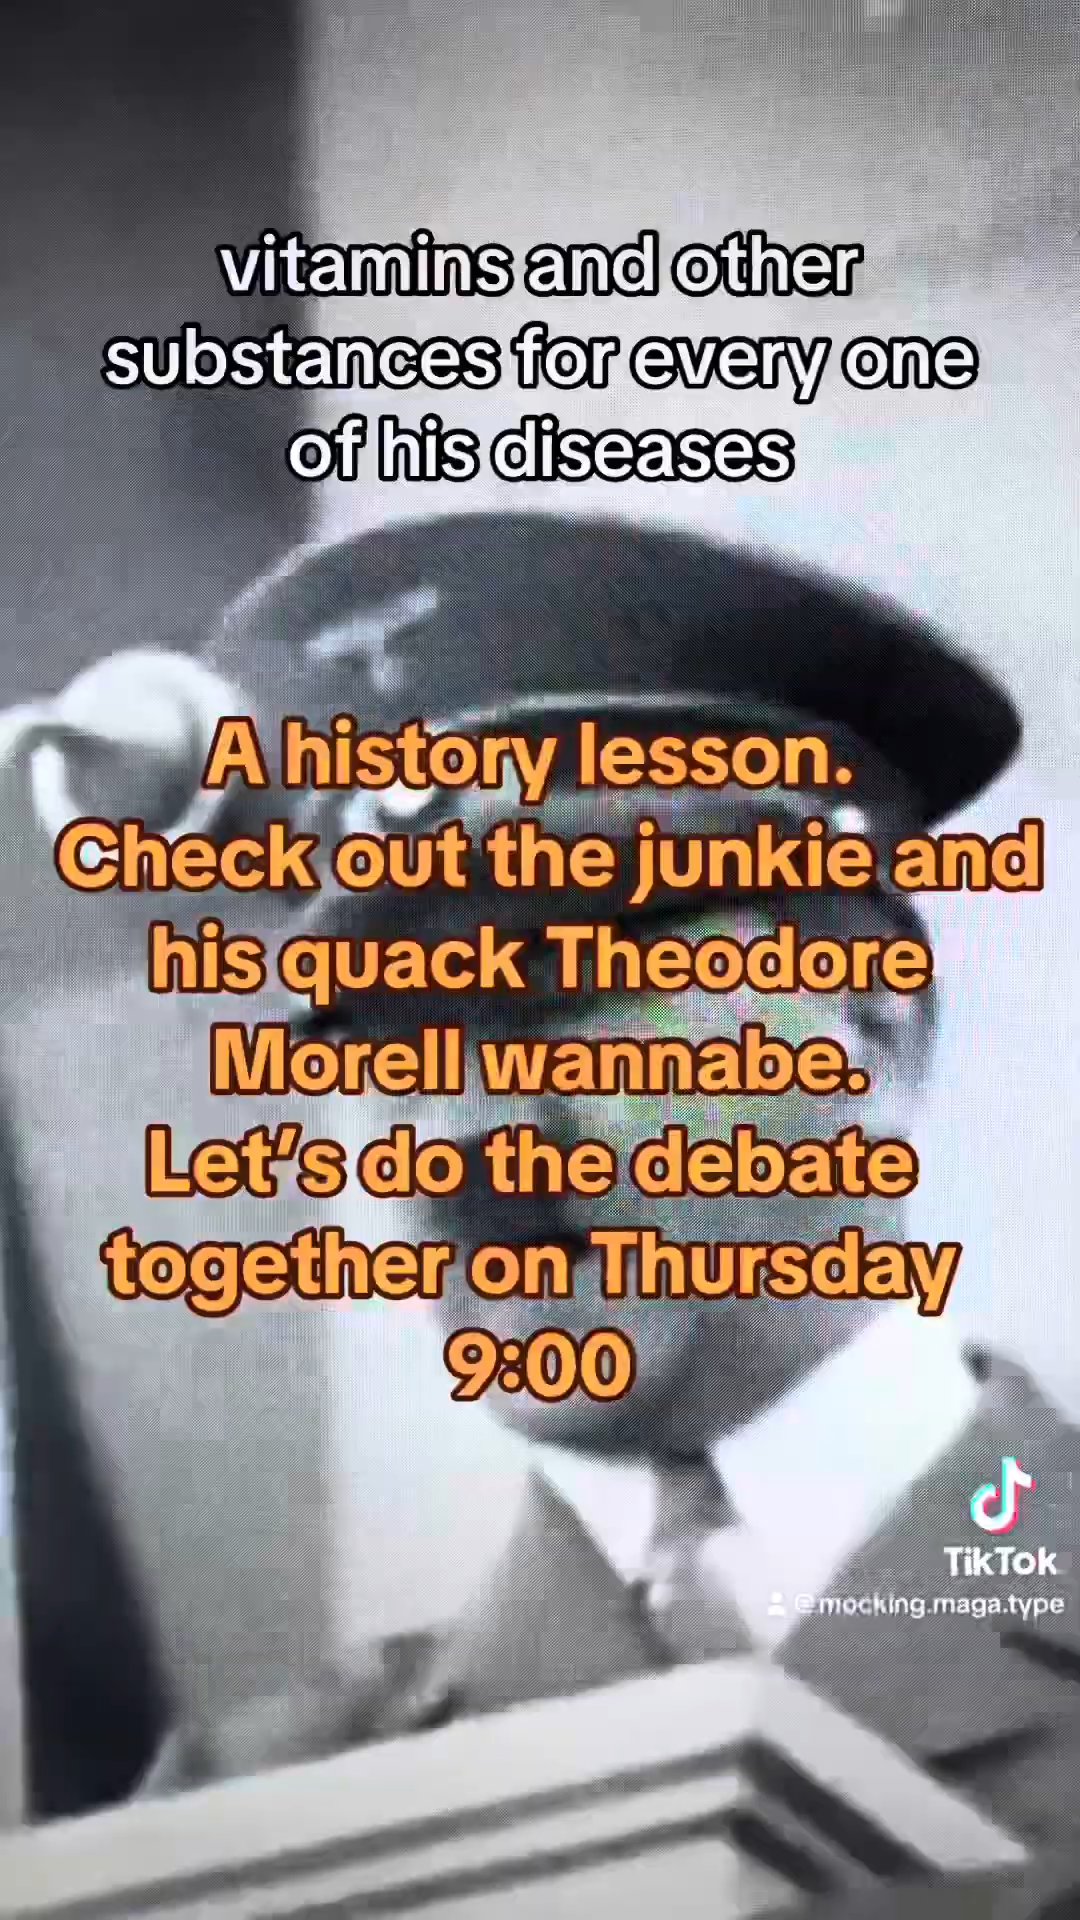 vitamins and other
substances for every one
of his diseases
A history lesson.
Check out the junkie and
his quack Theodore
Morell wannabe.
Let’s do the debate
together on Thursday
9:00
TikTok
@mocking.maga.type